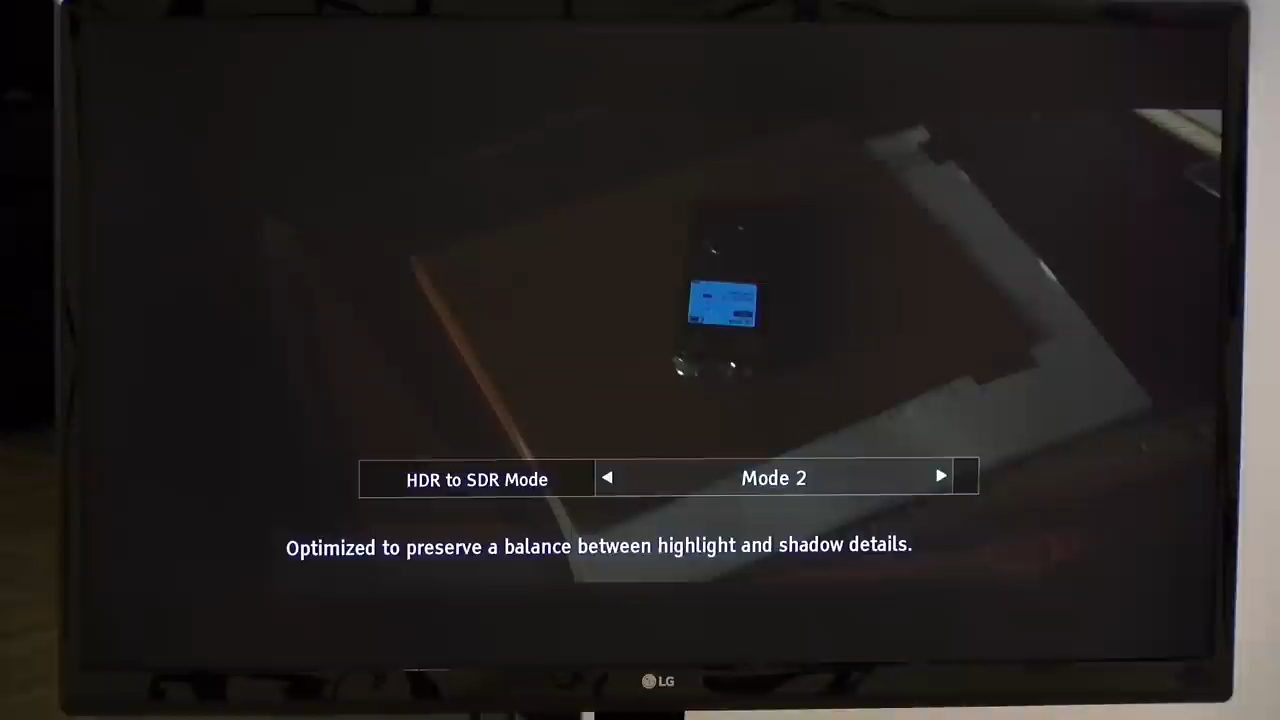 HDR to SDR Mode
Mode 2
Optimized to preserve a balance between highlight and shadow details.
LG